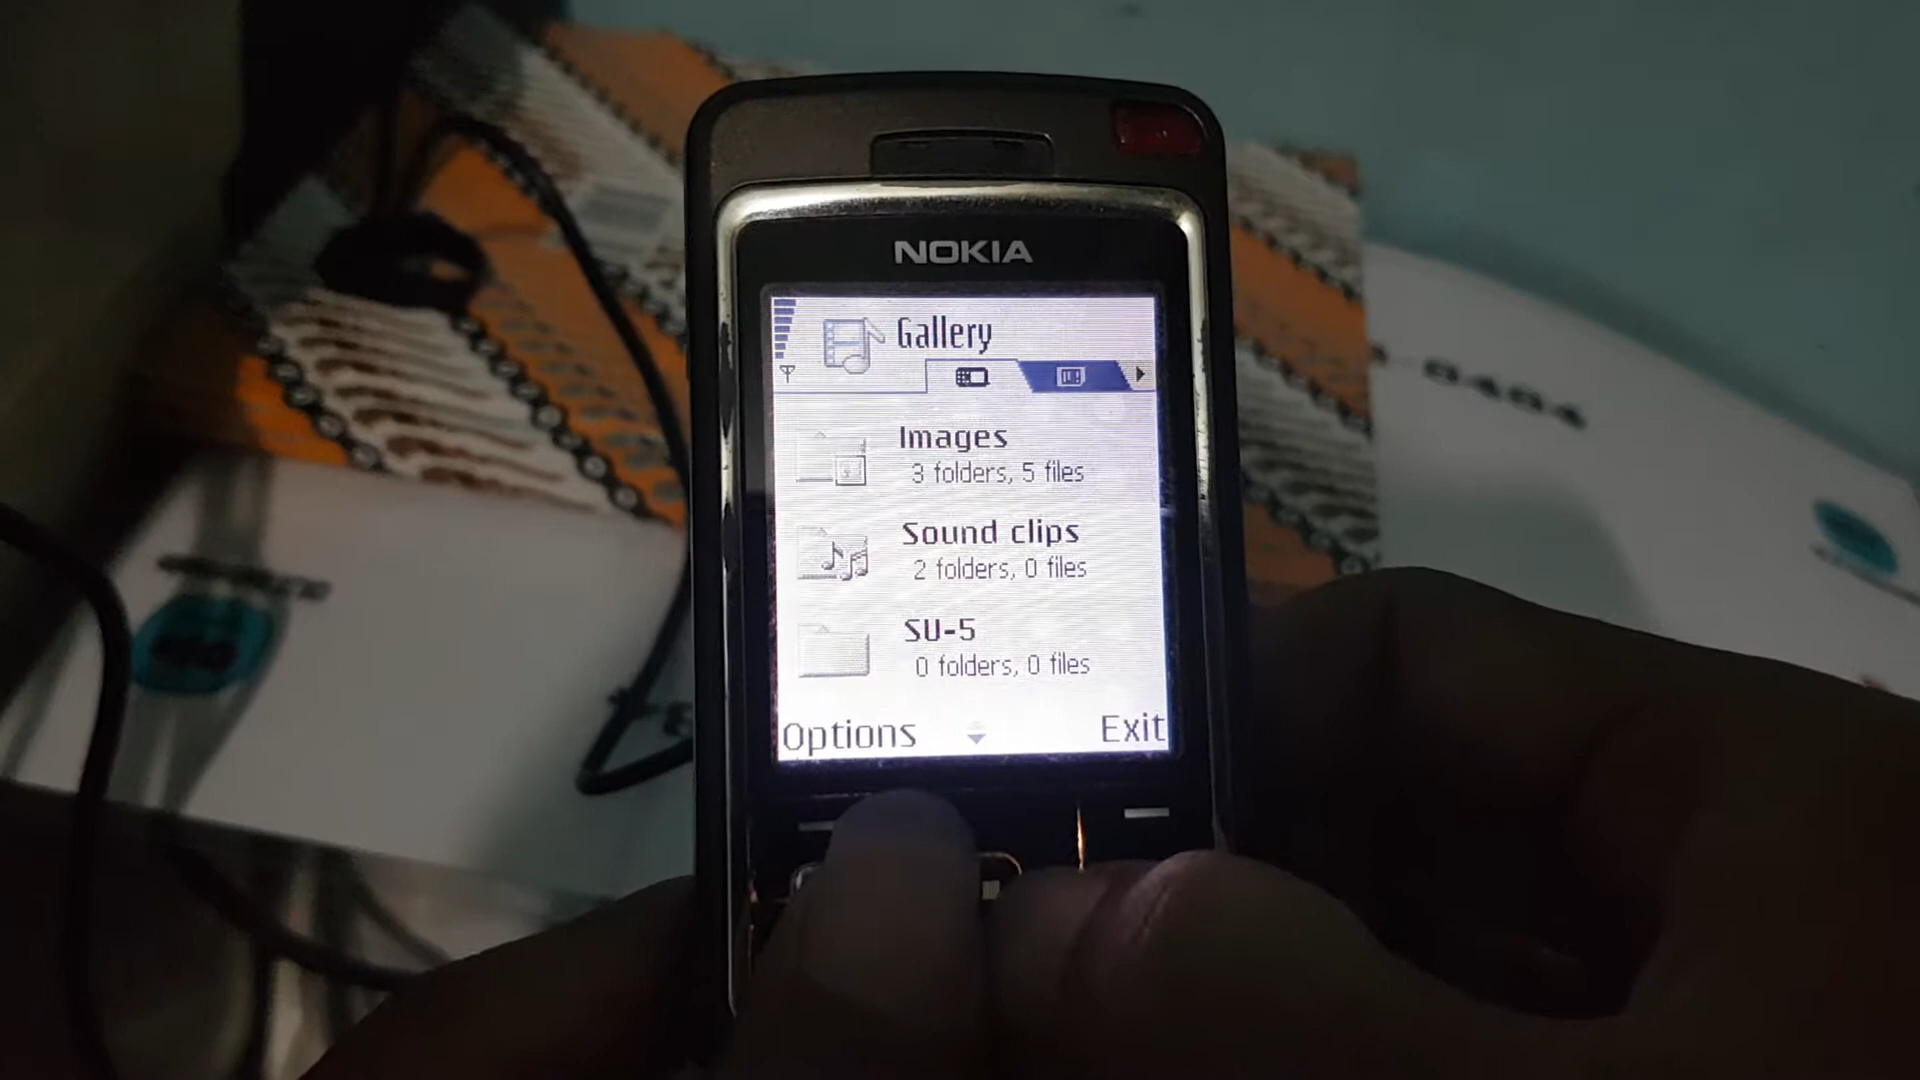 NOKIA
Gallery
Images
3 folders, 5 files
Sound clips
2 folders, 0 files
SU-5
0 folders, 0 files
Options
Exit